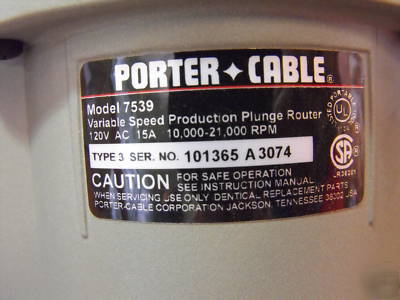 PORTER+CABLE®
Model 7539
Variable Speed Production Plunge Router
120V AC 15A 10,000-21,000 RPM
TYPE 3 SER. NO. 101365 A 3074
CAUTION FOR SAFE OPERATION
SEE INSTRUCTION MANUAL
WHEN SERVICING USE ONLY IDENTICAL REPLACEMENT PARTS
PORTER-CABLE CORPORATION JACKSON, TENNESSEE 38302 USA
UL
SA